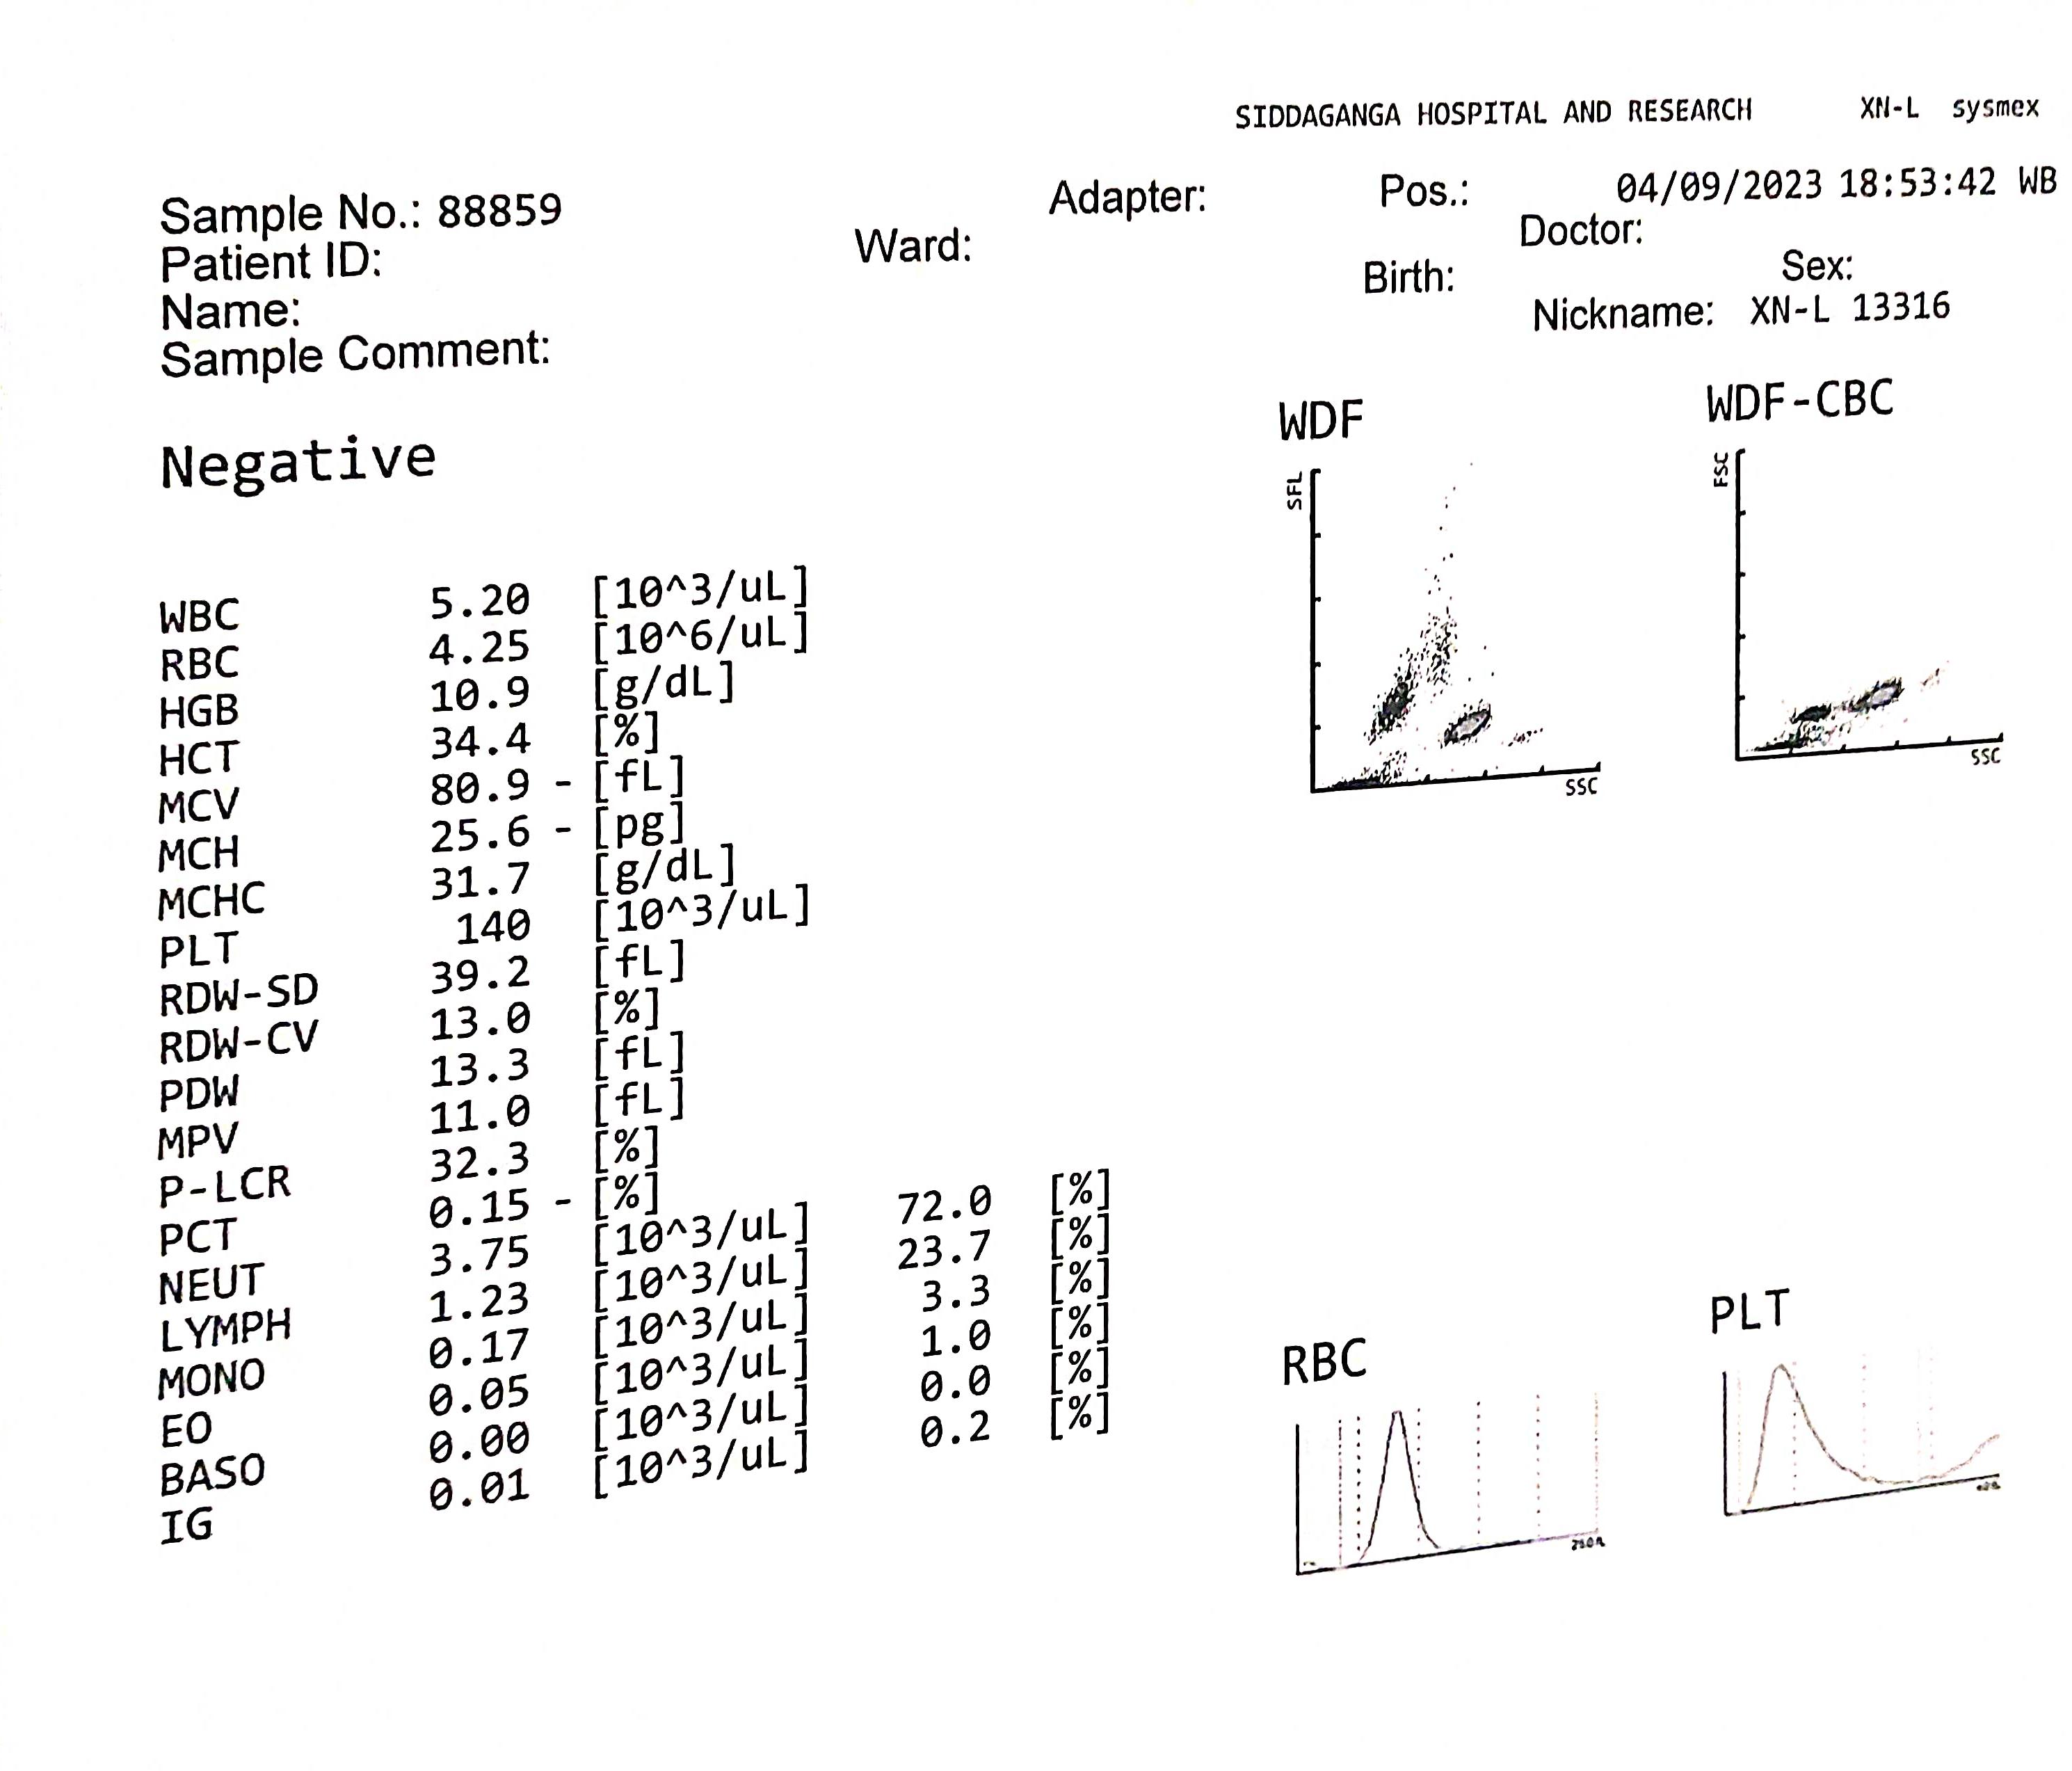 SIDDAGANGA HOSPITAL AND RESEARCH XN-L sysmex
Sample No.: 88859 Adapter: Pos.: 04/09/2023 18:53:42 WB
Patient ID: Ward: Doctor:
Name: Birth: Sex:
Sample Comment: Nickname: XN-L 13316
Negative
WDF WDF-CBC
SFL FSC
SSC SSC
WBC 5.20 [10^3/uL]
RBC 4.25 [10^6/uL]
HGB 10.9 [g/dL]
HCT 34.4 [%]
MCV 80.9 - [fL]
MCH 25.6 - [pg]
MCHC 31.7 [g/dL]
PLT 140 [10^3/uL]
RDW-SD 39.2 [fL]
RDW-CV 13.0 [%]
PDW 13.3 [fL]
MPV 11.0 [fL]
P-LCR 32.3 [%]
PCT 0.15 - [%]
NEUT 3.75 [10^3/uL] 72.0 [%]
LYMPH 1.23 [10^3/uL] 23.7 [%]
MONO 0.17 [10^3/uL] 3.3 [%]
EO 0.05 [10^3/uL] 1.0 [%]
BASO 0.00 [10^3/uL] 0.0 [%]
IG 0.01 [10^3/uL] 0.2 [%]
RBC PLT